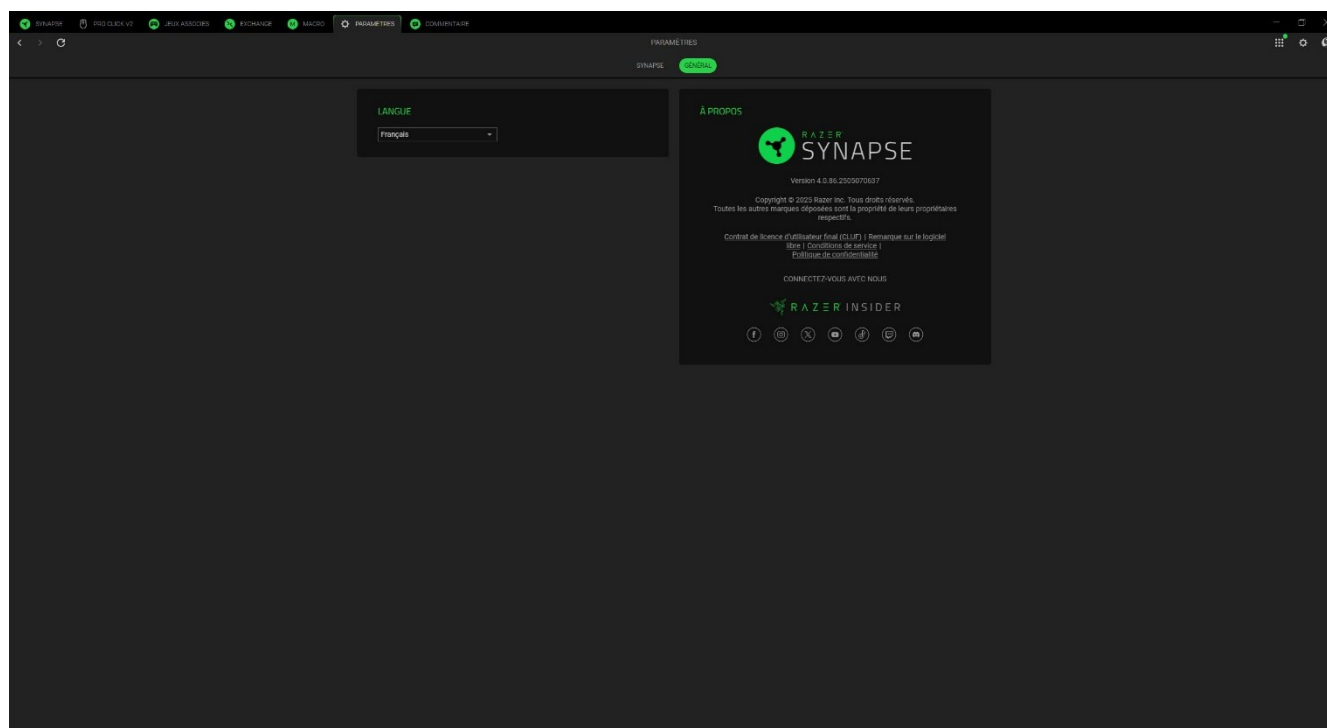 SYNAPSE PRO CLICK V2 JEUX ASSOCIÉS EXCHANGE MACRO PARAMÈTRES COMMENTAIRE
PARAMÈTRES
SYNAPSE GÉNÉRAL
LANGUE
Français
À PROPOS
RAZER
SYNAPSE
Version 4.0.86.2505070637
Copyright © 2025 Razer Inc. Tous droits réservés.
Toutes les autres marques déposées sont la propriété de leurs propriétaires
respectifs.
Contrat de licence d'utilisateur final (CLUF) | Remarque sur le logiciel
libre | Conditions de service |
Politique de confidentialité
CONNECTEZ-VOUS AVEC NOUS
RAZER INSIDER